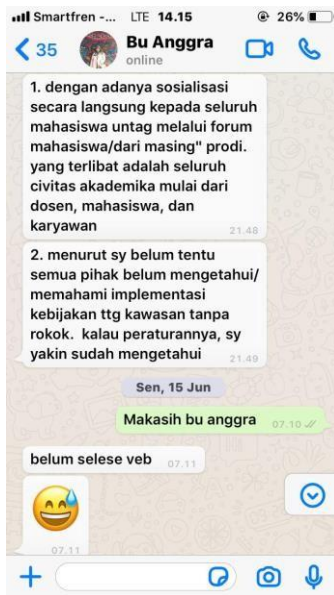 Smartfren -... LTE 14.15 26%
35 Bu Anggra
online
1. dengan adanya sosialisasi
secara langsung kepada seluruh
mahasiswa untag melalui forum
mahasiswa/dari masing" prodi.
yang terlibat adalah seluruh
civitas akademika mulai dari
dosen, mahasiswa, dan
karyawan 21.48
2. menurut sy belum tentu
semua pihak belum mengetahui/
memahami implementasi
kebijakan ttg kawasan tanpa
rokok. kalau peraturannya, sy
yakin sudah mengetahui 21.49
Sen, 15 Jun
Makasih bu anggra 07.10
belum selese veb 07.11
07.11